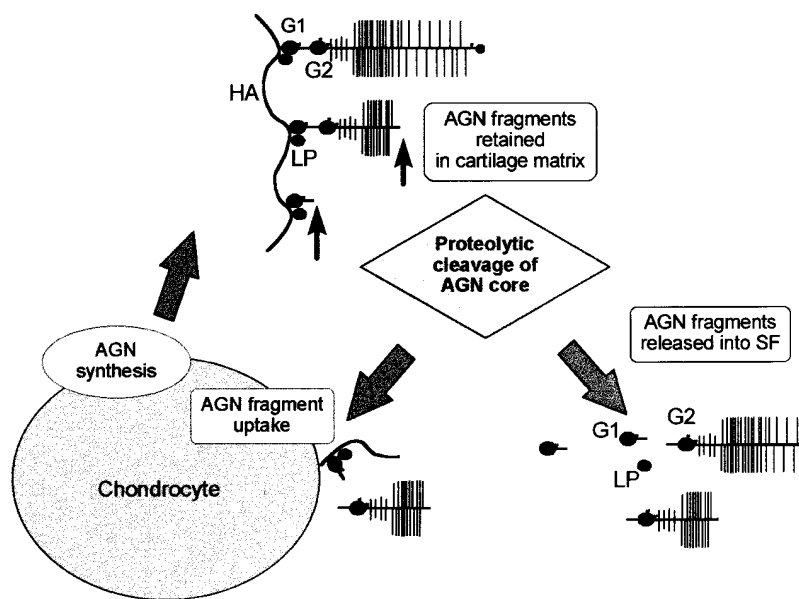 G1
G2
HA
LP
AGN fragments
retained
in cartilage matrix
Proteolytic
cleavage of
AGN core
AGN fragments
released into SF
AGN
synthesis
AGN fragment
uptake
Chondrocyte
G1
G2
LP